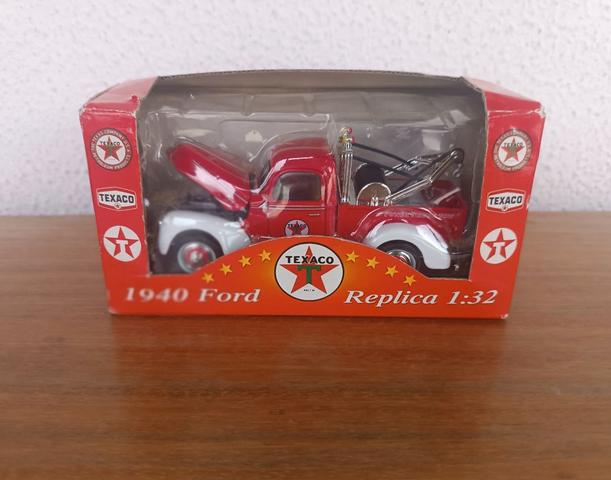 TEXACO
TEXACO
TEXACO
T
T
T
1940 Ford
Replica 1:32